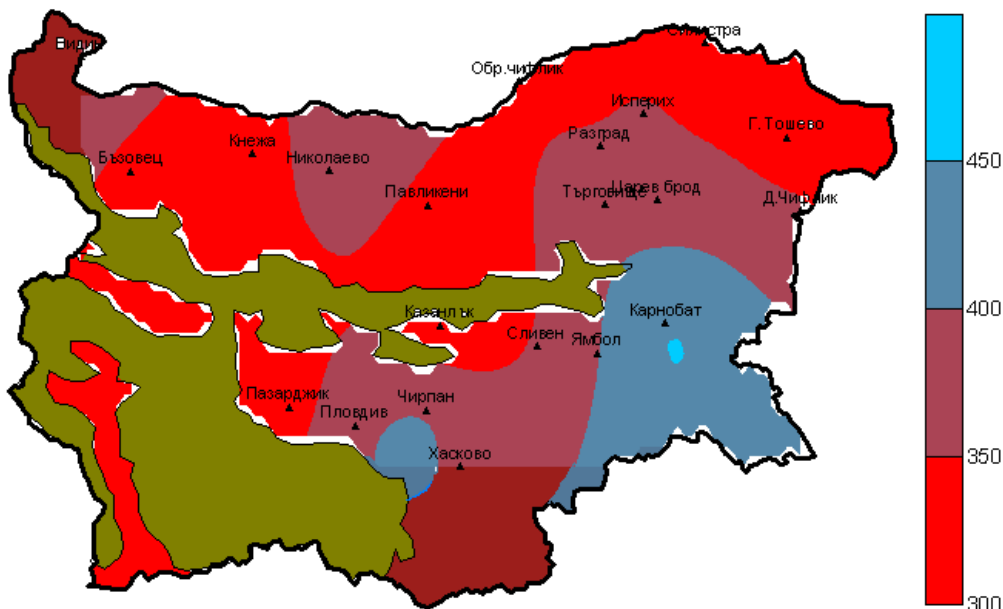 Силистра
Обр.чифлик
Исперих
Г.Тошево
Кнежа
Разград
Бъзовец
Николаево
450
Павликени
Търговище
Царев брод
Д.Чифлик
Казанлък
Карнобат
400
Сливен
Ямбол
Пазарджик
Чирпан
Пловдив
Хасково
350
300